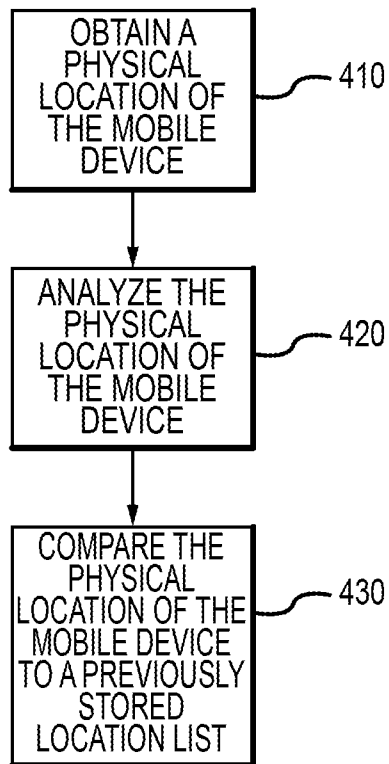 OBTAIN A
PHYSICAL
LOCATION OF
THE MOBILE
DEVICE
410
ANALYZE THE
PHYSICAL
LOCATION OF
THE MOBILE
DEVICE
420
COMPARE THE
PHYSICAL
LOCATION OF THE
MOBILE DEVICE
TO A PREVIOUSLY
STORED
LOCATION LIST
430